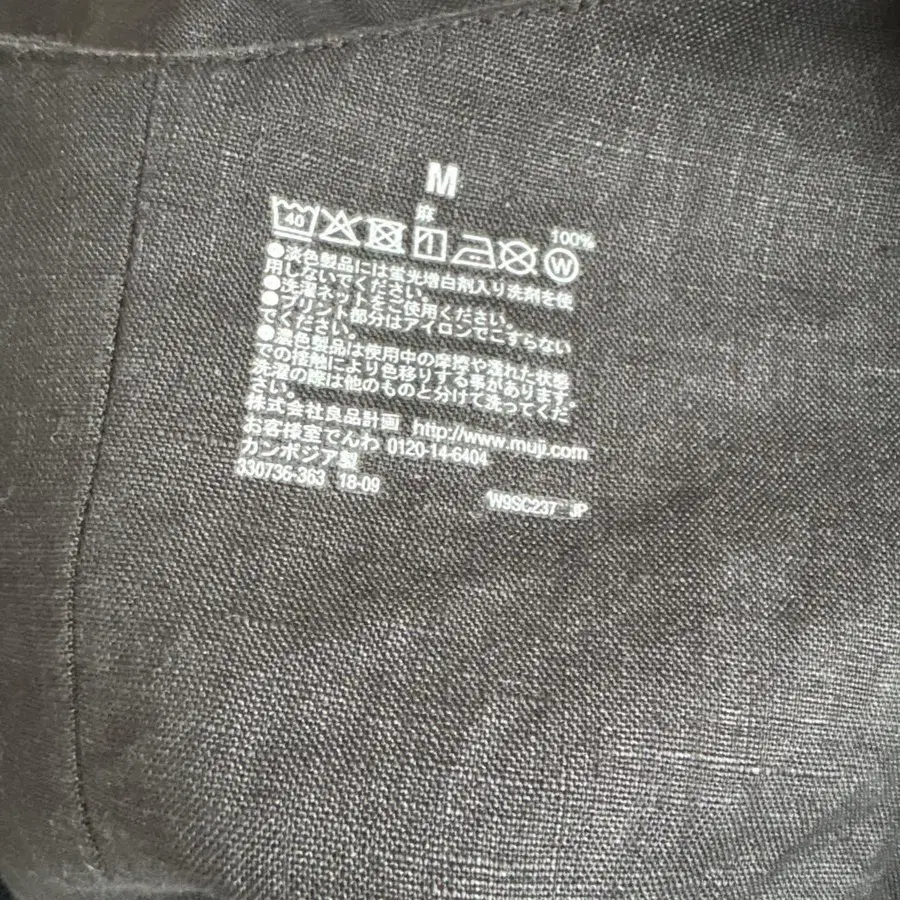 M
麻 100%
40 W
●淡色製品には蛍光増白剤入り洗剤を使
用しないでください。
●洗濯ネットをご使用ください。
●プリント部分はアイロンでこすらない
でください。
●濃色製品は使用中の摩擦や濡れた状態
での接触により色移りする事があります。
洗濯の際は他のものと分けて洗ってくだ
さい。
株式会社良品計画 http://www.muji.com
お客様室でんわ 0120-14-6404
カンボジア製
330736-363 18-09
W9SC237 JP